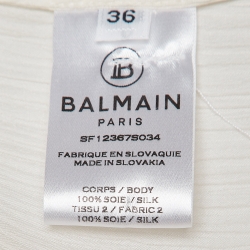 36
B
BALMAIN
PARIS
SF12367S034
FABRIQUE EN SLOVAQUIE
MADE IN SLOVAKIA
CORPS / BODY
100% SOIE / SILK
TISSU 2 / FABRIC 2
100% SOIE / SILK